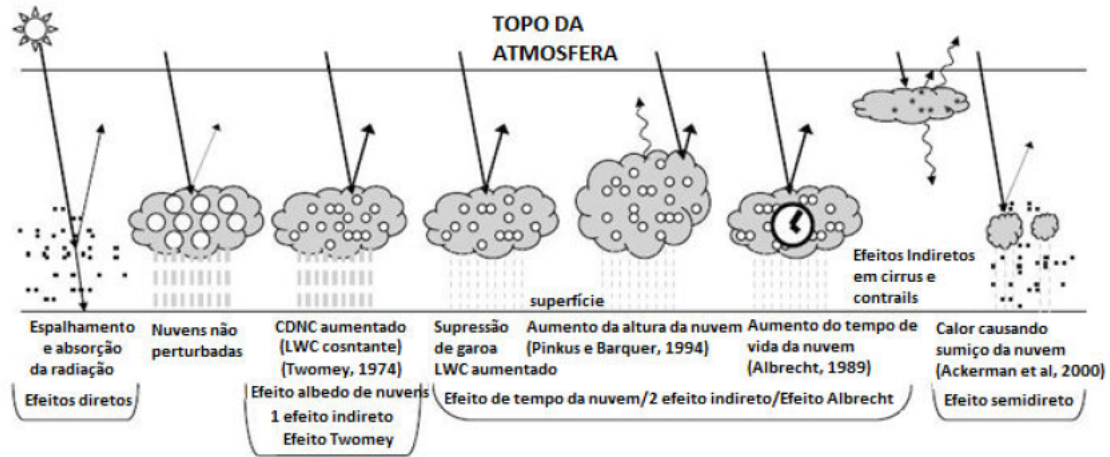 TOPO DA
ATMOSFERA
superfície
Espalhamento
e absorção
da radiação
Efeitos diretos
Nuvens não
perturbadas
CDNC aumentado
(LWC cosntante)
(Twomey, 1974)
Efeito albedo de nuvens
1 efeito indireto
Efeito Twomey
Supressão
de garoa
LWC aumentado
Aumento da altura da nuvem
(Pinkus e Barquer, 1994)
Aumento do tempo de
vida da nuvem
(Albrecht, 1989)
Efeito de tempo da nuvem/2 efeito indireto/Efeito Albrecht
Efeitos Indiretos
em cirrus e
contrails
Calor causando
sumiço da nuvem
(Ackerman et al, 2000)
Efeito semidireto